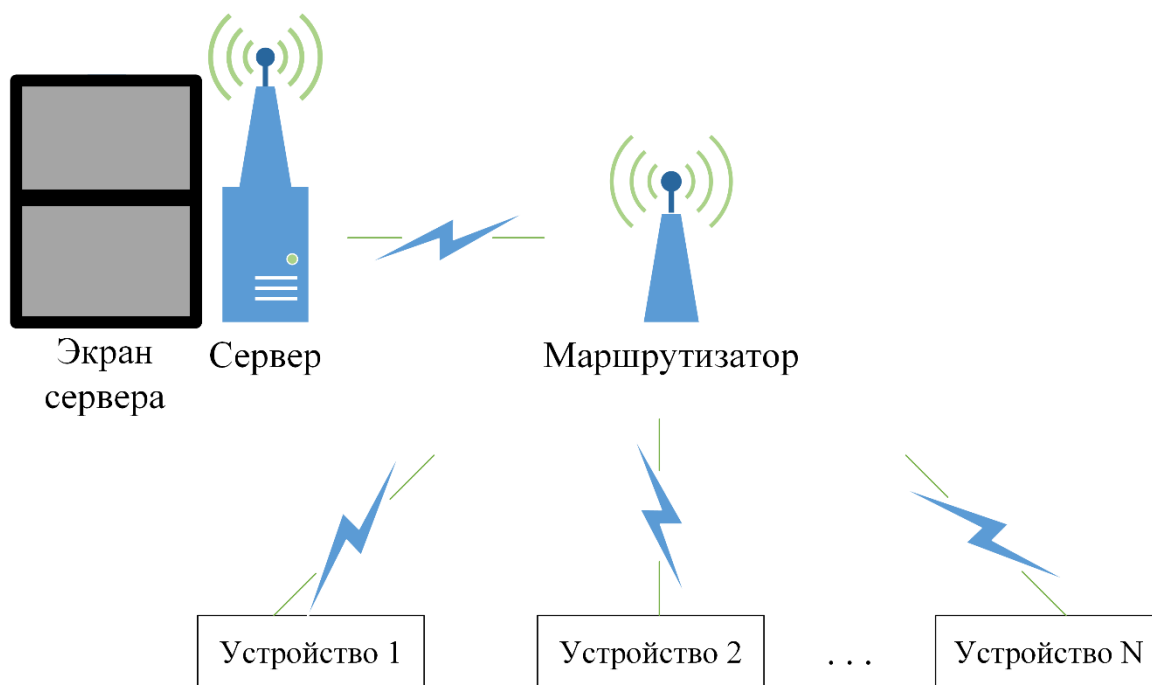 Экран
сервера
Сервер
Маршрутизатор
Устройство 1
Устройство 2
. . .
Устройство N